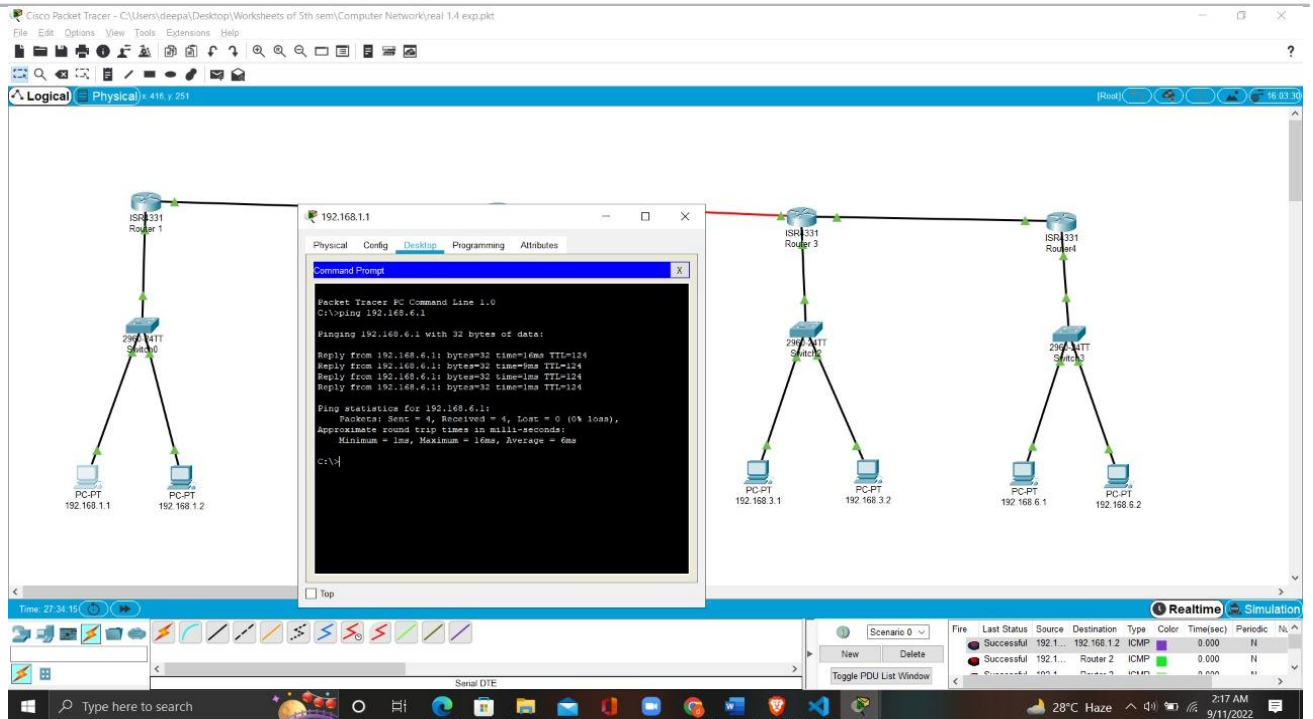 Cisco Packet Tracer - C:\Users\deepa\Desktop\Worksheets of 5th sem\Computer Network\real 1.4 exp.pkt
File Edit Options View Tools Extensions Help
?
Logical Physical x: 416, y: 251 [Root] 16:03:30
ISR4331
Router 1
192.168.1.1
Physical Config Desktop Programming Attributes
Command Prompt X
Packet Tracer PC Command Line 1.0
C:\>ping 192.168.6.1
Pinging 192.168.6.1 with 32 bytes of data:
Reply from 192.168.6.1: bytes=32 time=16ms TTL=124
Reply from 192.168.6.1: bytes=32 time=9ms TTL=124
Reply from 192.168.6.1: bytes=32 time=1ms TTL=124
Reply from 192.168.6.1: bytes=32 time=1ms TTL=124
Ping statistics for 192.168.6.1:
Packets: Sent = 4, Received = 4, Lost = 0 (0% loss),
Approximate round trip times in milli-seconds:
Minimum = 1ms, Maximum = 16ms, Average = 6ms
C:\>
Top
ISR4331
Router 3
ISR4331
Router4
2960-24TT
Switch0
2960-24TT
Switch2
2960-24TT
Switch3
PC-PT
192.168.1.1
PC-PT
192.168.1.2
PC-PT
192.168.3.1
PC-PT
192.168.3.2
PC-PT
192.168.6.1
PC-PT
192.168.6.2
Time: 27:34:15 Realtime Simulation
Serial DTE
Scenario 0
New Delete
Toggle PDU List Window
Fire Last Status Source Destination Type Color Time(sec) Periodic
Successful 192.1... 192.168.1.2 ICMP 0.000 N
Successful 192.1... Router 2 ICMP 0.000 N
Type here to search
28°C Haze
2:17 AM
9/11/2022